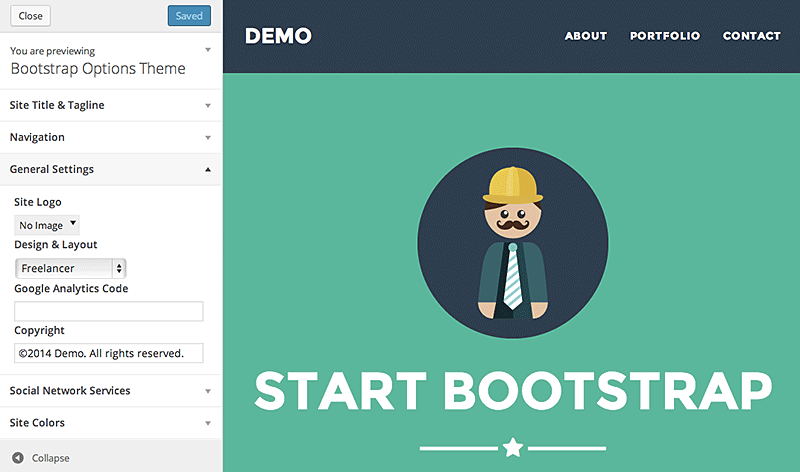 Close
Saved
You are previewing
Bootstrap Options Theme
Site Title & Tagline
Navigation
General Settings
Site Logo
No Image
Design & Layout
Freelancer
Google Analytics Code
Copyright
©2014 Demo. All rights reserved.
Social Network Services
Site Colors
Collapse
DEMO
ABOUT PORTFOLIO CONTACT
START BOOTSTRAP